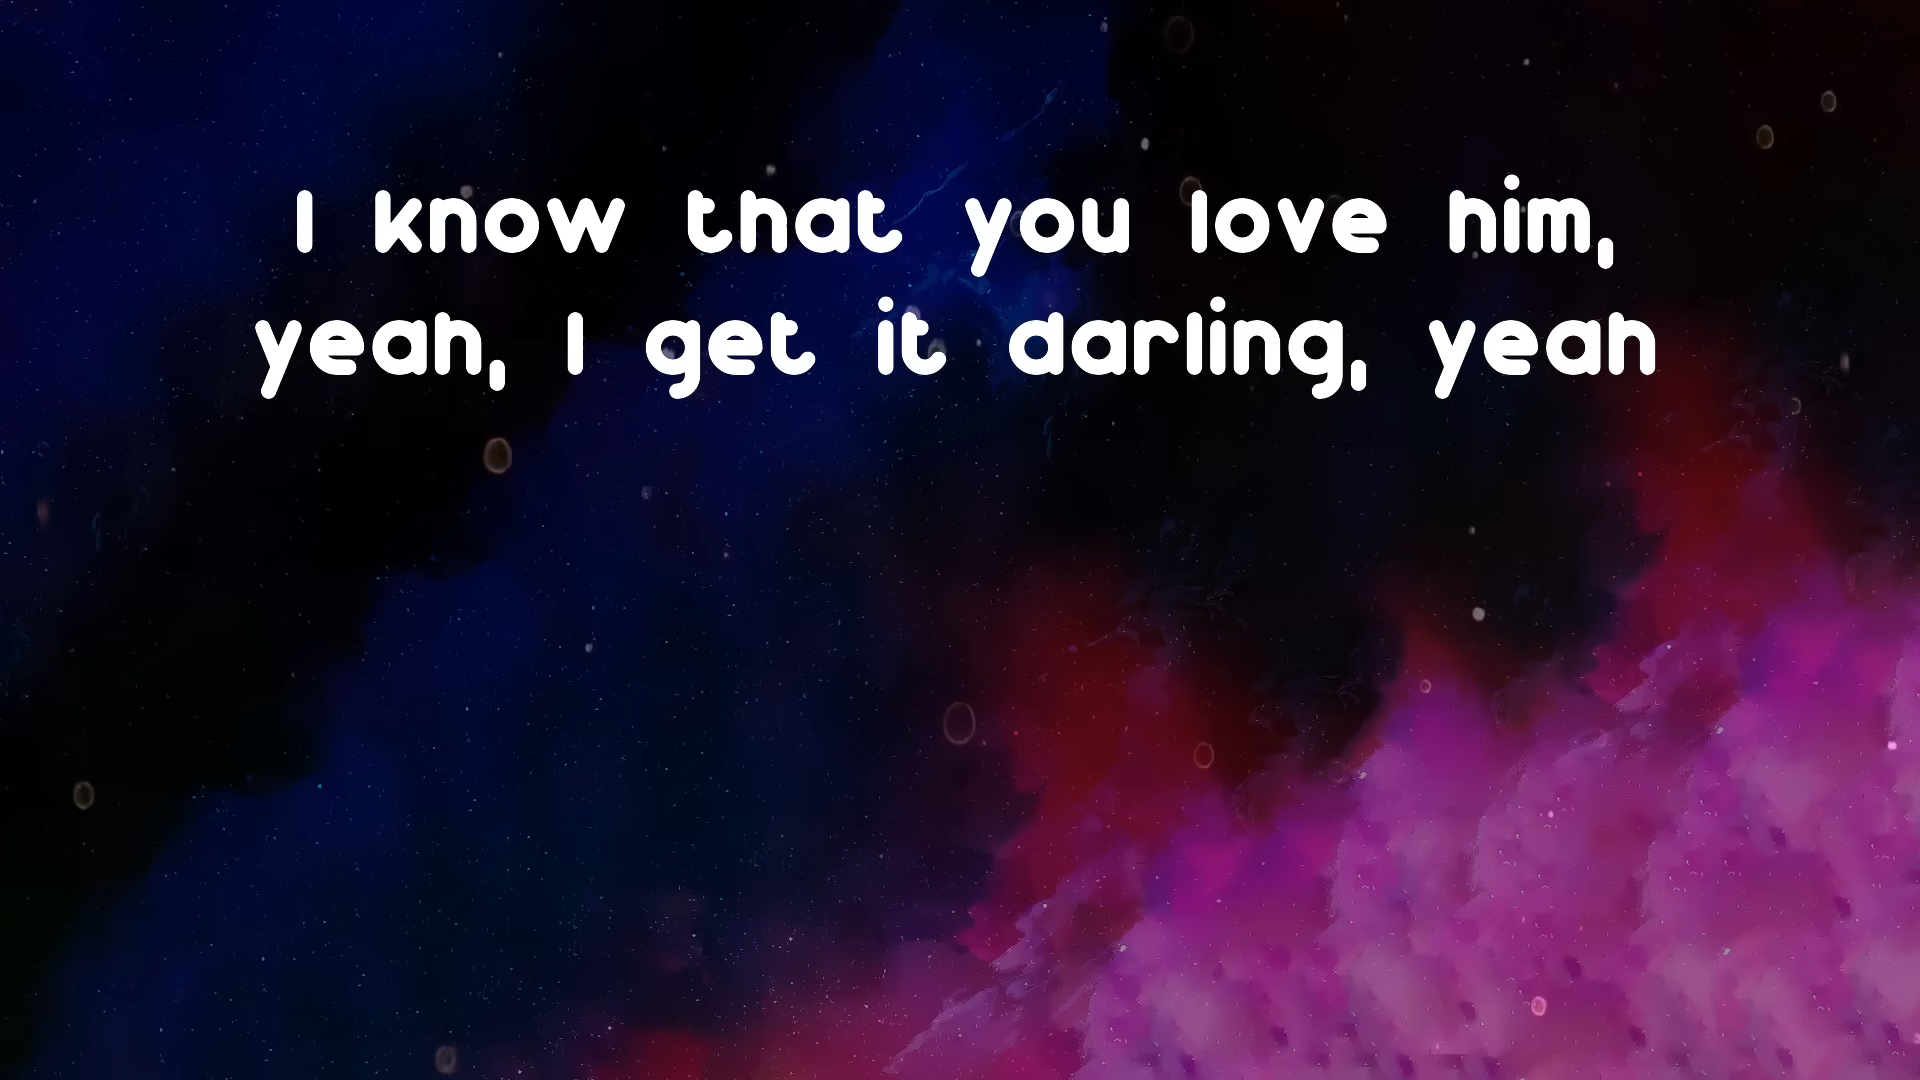 I know that you love him,
yeah, I get it darling, yeah